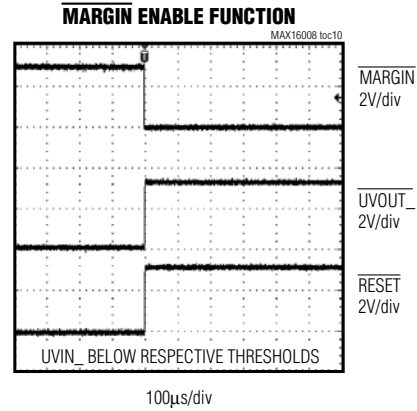 MARGIN ENABLE FUNCTION
MAX16008 toc10
MARGIN
2V/div
UVOUT_
2V/div
RESET
2V/div
UVIN_ BELOW RESPECTIVE THRESHOLDS
100μs/div